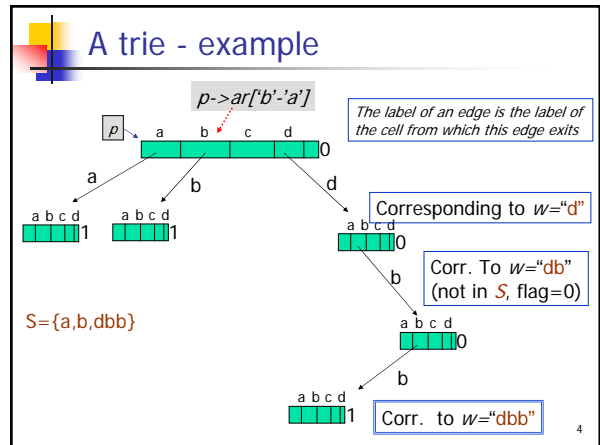 A trie - example
p->ar['b'-'a']
The label of an edge is the label of
the cell from which this edge exits
p
a b c d
0
a
b
d
Corresponding to w="d"
a b c d
1
a b c d
1
a b c d
0
Corr. To w="db"
(not in S, flag=0)
b
S={a,b,dbb}
a b c d
0
b
a b c d
1
Corr. to w="dbb"
4